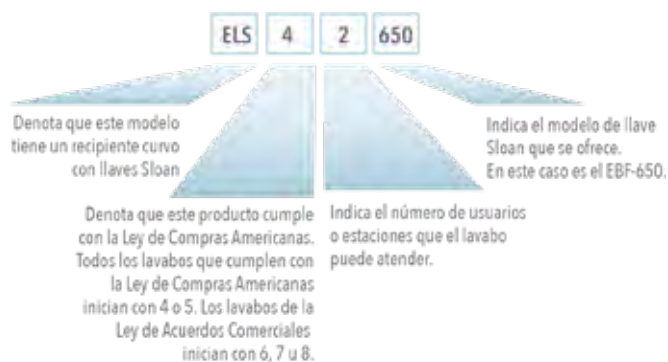 ELS 4 2 650
Denota que este modelo
tiene un recipiente curvo
con llaves Sloan
Indica el modelo de llave
Sloan que se ofrece.
En este caso es el EBF-650.
Denota que este producto cumple
con la Ley de Compras Americanas.
Todos los lavabos que cumplen con
la Ley de Compras Americanas
inician con 4 o 5. Los lavabos de la
Ley de Acuerdos Comerciales
inician con 6, 7 u 8.
Indica el número de usuarios
o estaciones que el lavabo
puede atender.